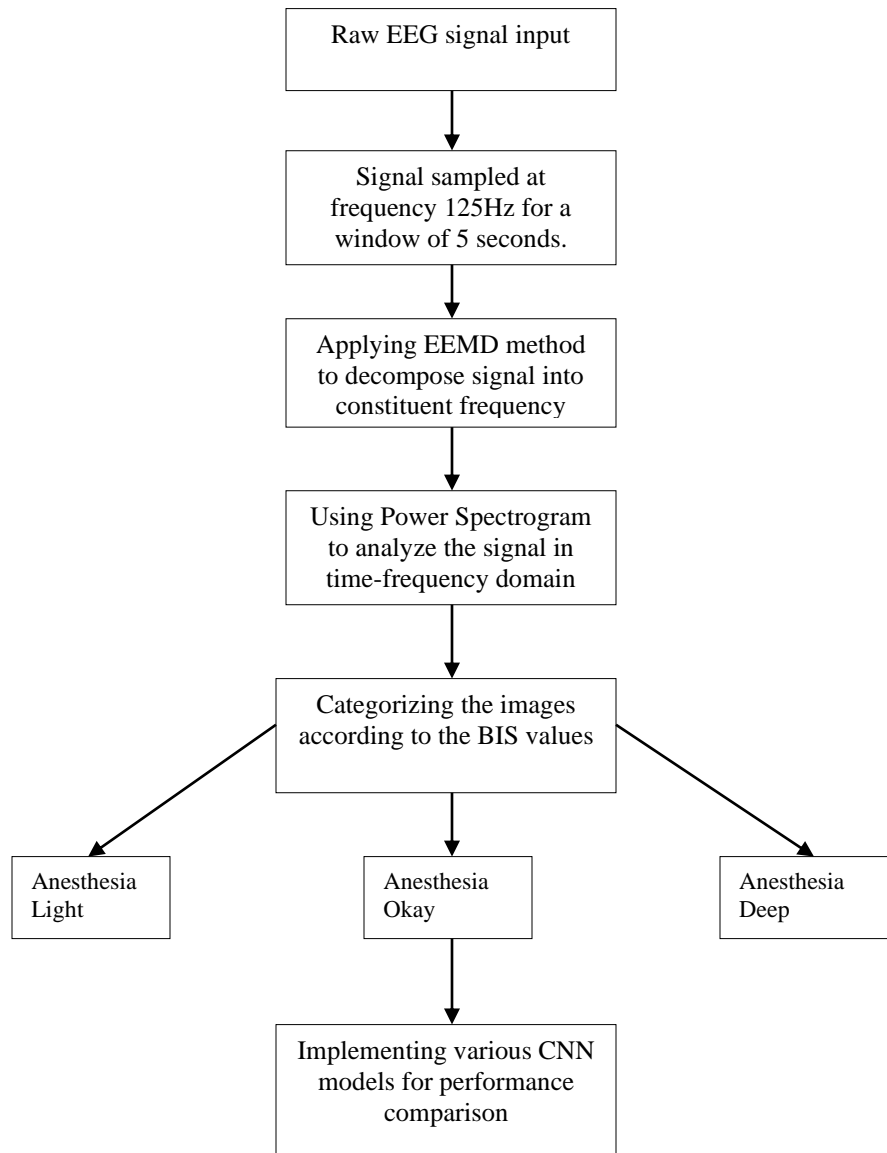 Raw EEG signal input
Signal sampled at
frequency 125Hz for a
window of 5 seconds.
Applying EEMD method
to decompose signal into
constituent frequency
Using Power Spectrogram
to analyze the signal in
time-frequency domain
Categorizing the images
according to the BIS values
Anesthesia
Light
Anesthesia
Okay
Anesthesia
Deep
Implementing various CNN
models for performance
comparison